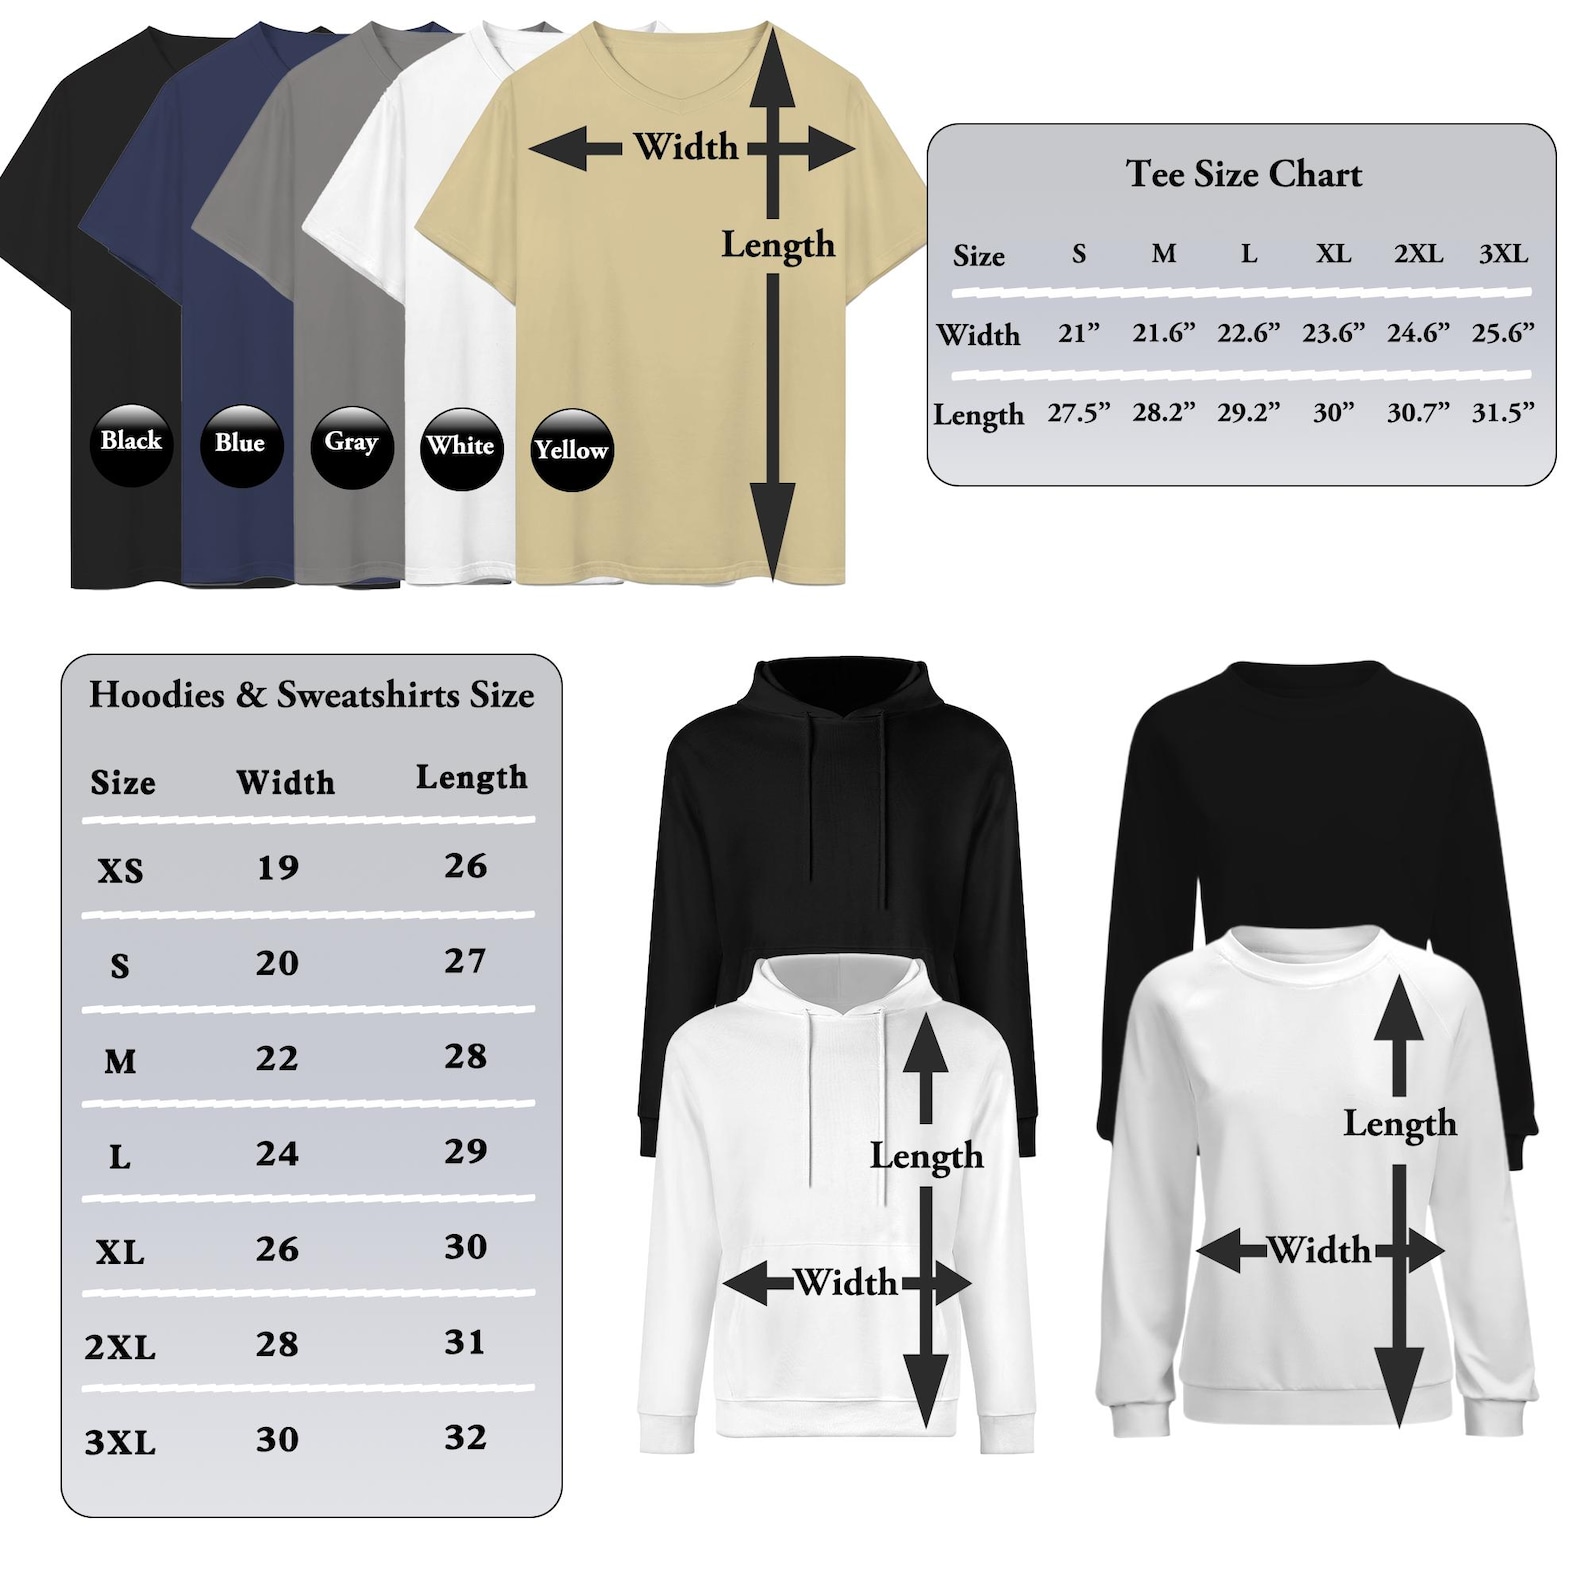 Width
Length
Black
Blue
Gray
White
Yellow
Tee Size Chart
Size S M L XL 2XL 3XL
Width 21” 21.6” 22.6” 23.6” 24.6” 25.6”
Length 27.5” 28.2” 29.2” 30” 30.7” 31.5”
Hoodies & Sweatshirts Size
Size Width Length
XS 19 26
S 20 27
M 22 28
L 24 29
XL 26 30
2XL 28 31
3XL 30 32
Length
Width
Length
Width